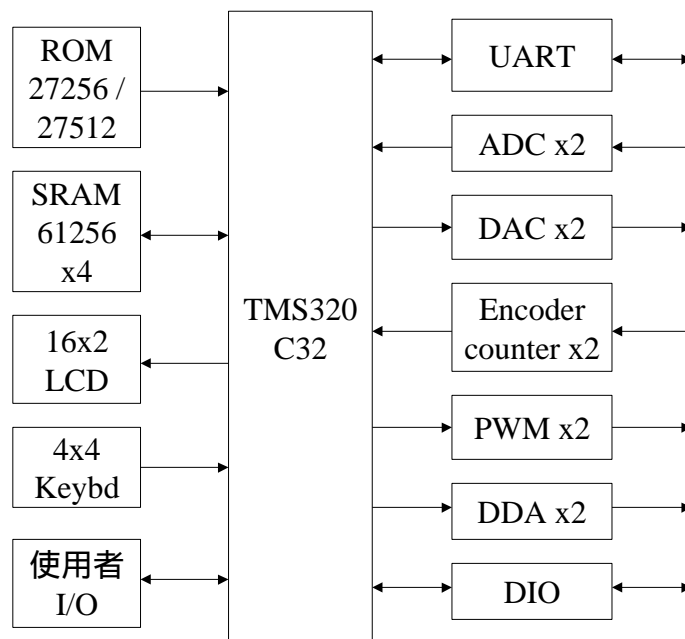 ROM
27256 /
27512
SRAM
61256
x4
16x2
LCD
4x4
Keybd
使用者
I/O
TMS320
C32
UART
ADC x2
DAC x2
Encoder
counter x2
PWM x2
DDA x2
DIO